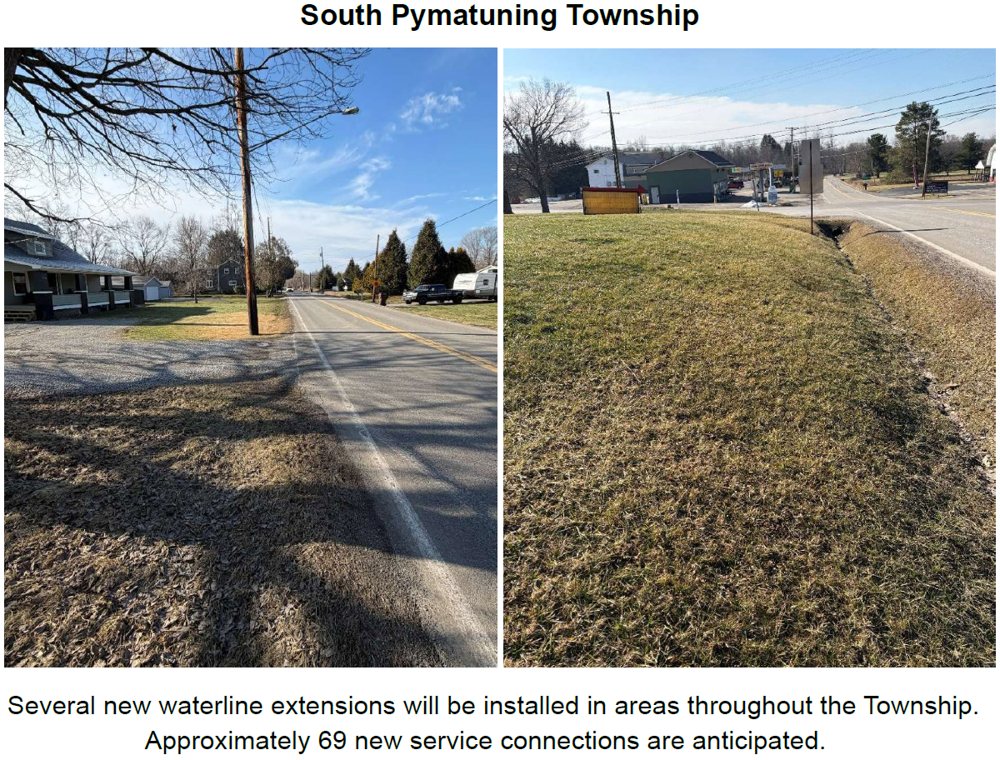 South Pymatuning Township
Several new waterline extensions will be installed in areas throughout the Township.
Approximately 69 new service connections are anticipated.